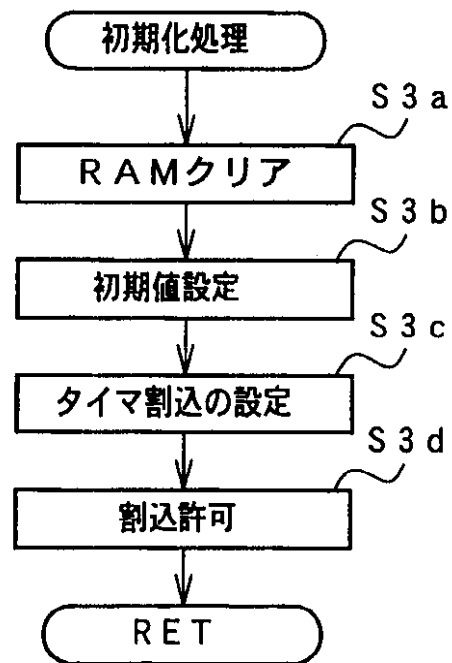 初期化処理
S3a
RAMクリア
S3b
初期値設定
S3c
タイマ割込の設定
S3d
割込許可
RET